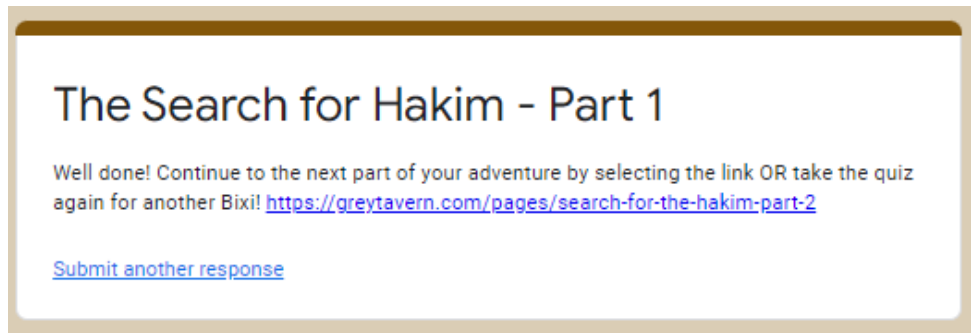 The Search for Hakim - Part 1
Well done! Continue to the next part of your adventure by selecting the link OR take the quiz
again for another Bixi! https://greytavern.com/pages/search-for-the-hakim-part-2
Submit another response